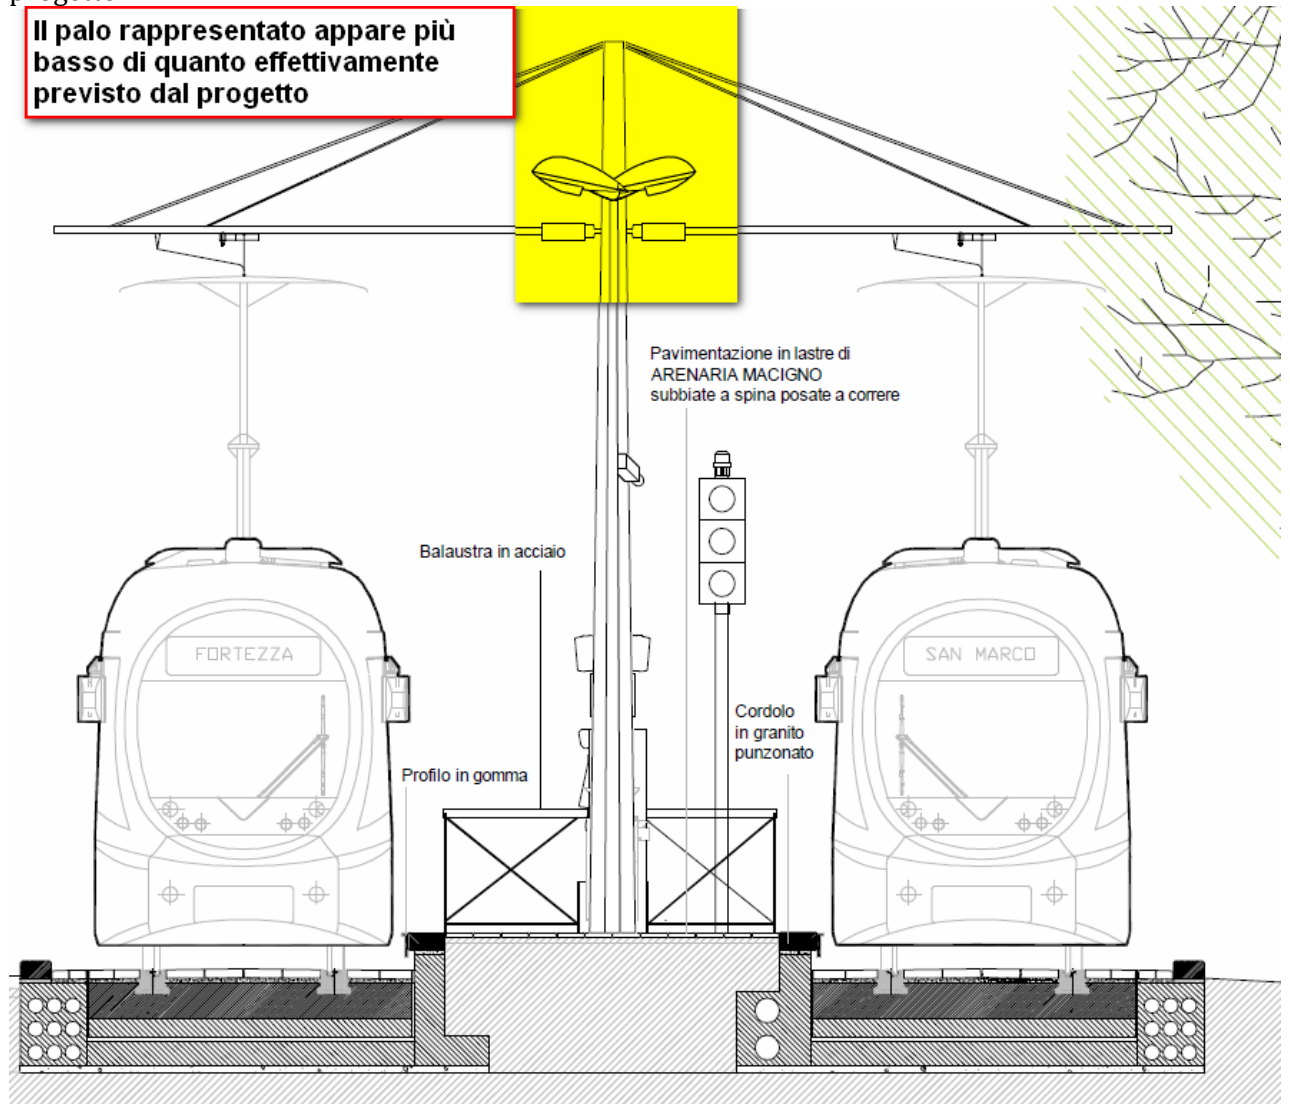 Il palo rappresentato appare più
basso di quanto effettivamente
previsto dal progetto
Pavimentazione in lastre di
ARENARIA MACIGNO
subbiate a spina posate a correre
Balaustra in acciaio
FORTEZZA
SAN MARCO
Cordolo
in granito
punzonato
Profilo in gomma